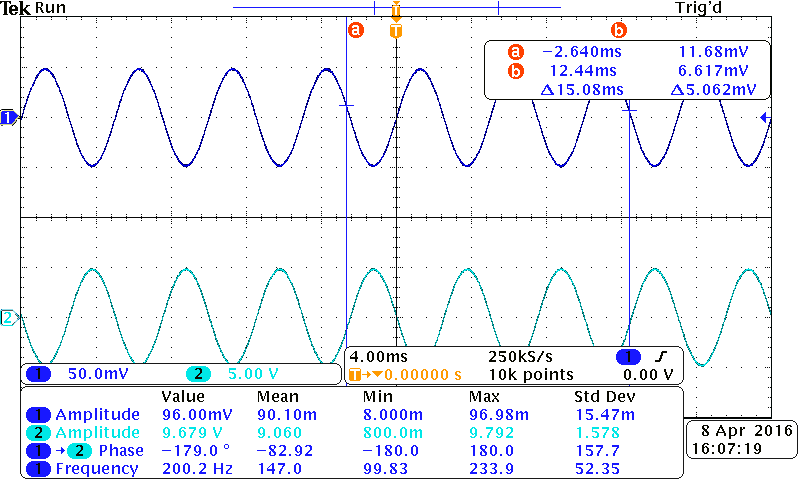 Tek Run Trig'd
T
a b T
a −2.640ms 11.68mV
b 12.44ms 6.617mV
Δ15.08ms Δ5.062mV
1
2
1 50.0mV 2 5.00 V
4.00ms 250kS/s 1
T→▼0.00000 s 10k points 0.00 V
Value Mean Min Max Std Dev
1 Amplitude 96.00mV 90.10m 8.000m 96.98m 15.47m
2 Amplitude 9.679 V 9.060 800.0m 9.792 1.578
1 → 2 Phase −179.0 ° −82.92 −180.0 180.0 157.7
1 Frequency 200.2 Hz 147.0 99.83 233.9 52.35
8 Apr 2016
16:07:19